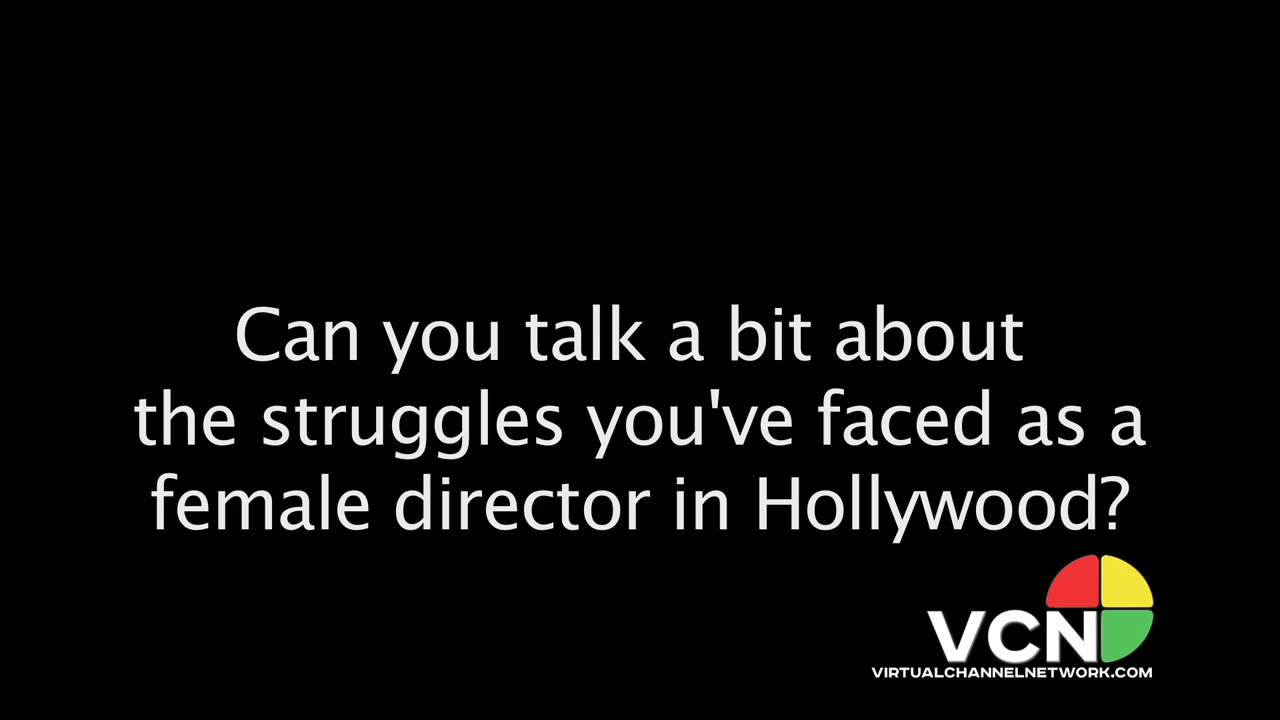 Can you talk a bit about
the struggles you've faced as a
female director in Hollywood?
VCN
VIRTUALCHANNELNETWORK.COM